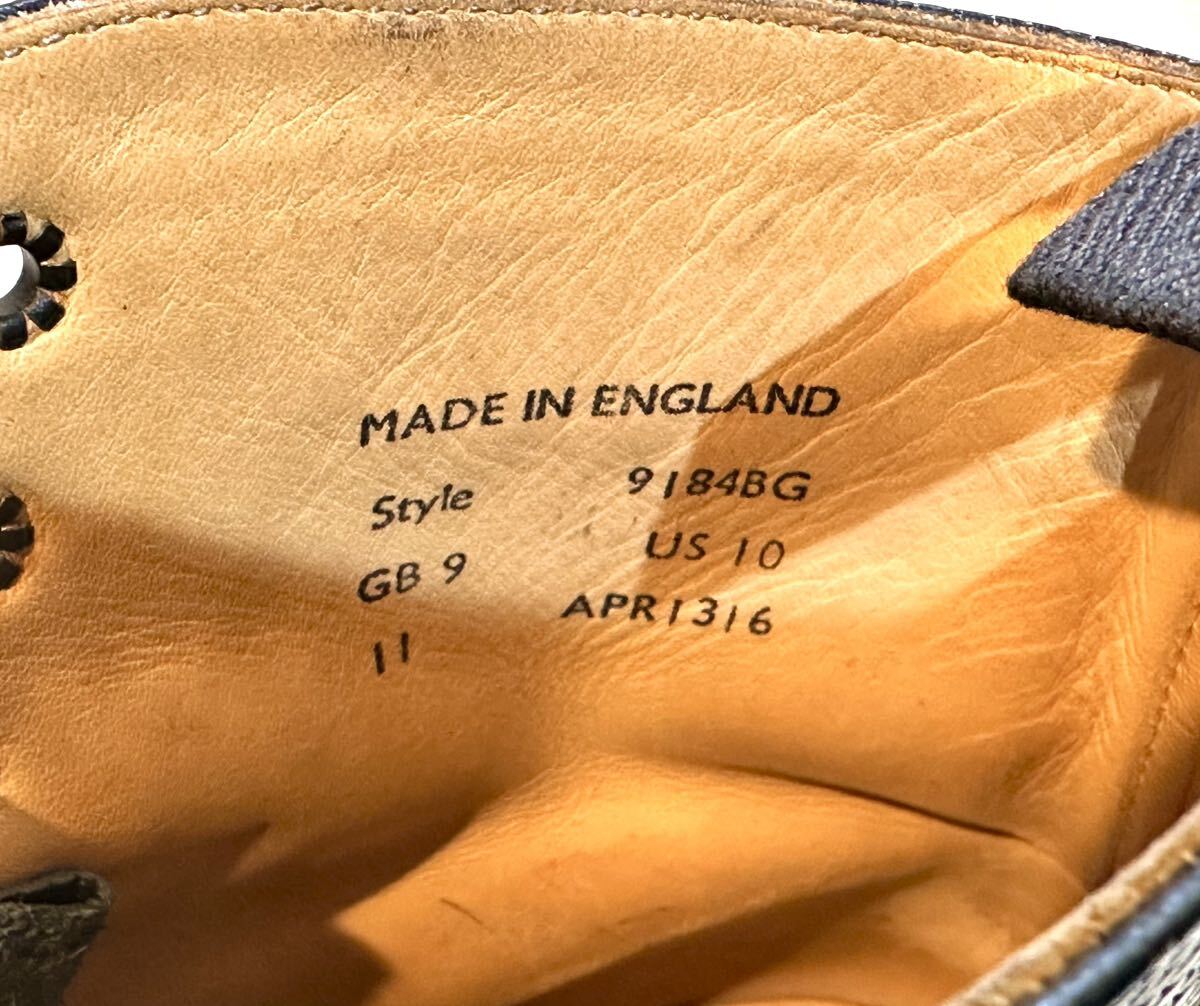 MADE IN ENGLAND
Style 9184BG
GB 9 US 10
11 APR1316